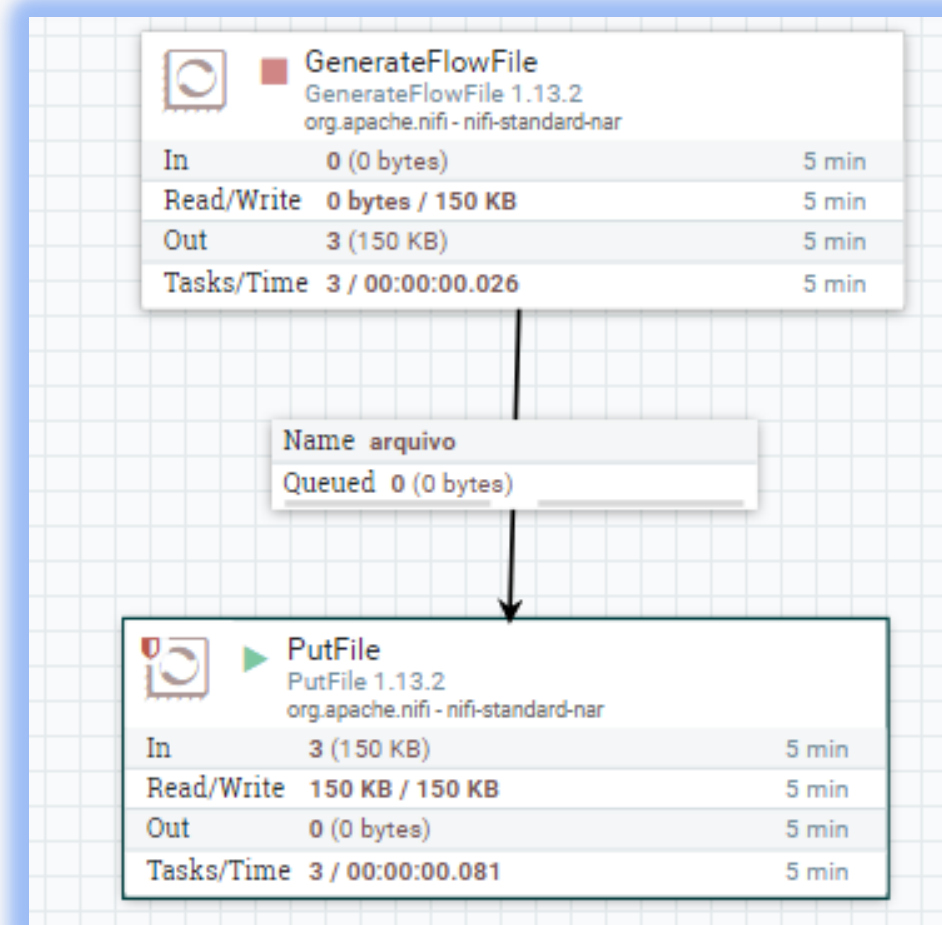 GenerateFlowFile
GenerateFlowFile 1.13.2
org.apache.nifi - nifi-standard-nar
In 0 (0 bytes) 5 min
Read/Write 0 bytes / 150 KB 5 min
Out 3 (150 KB) 5 min
Tasks/Time 3 / 00:00:00.026 5 min
Name arquivo
Queued 0 (0 bytes)
PutFile
PutFile 1.13.2
org.apache.nifi - nifi-standard-nar
In 3 (150 KB) 5 min
Read/Write 150 KB / 150 KB 5 min
Out 0 (0 bytes) 5 min
Tasks/Time 3 / 00:00:00.081 5 min